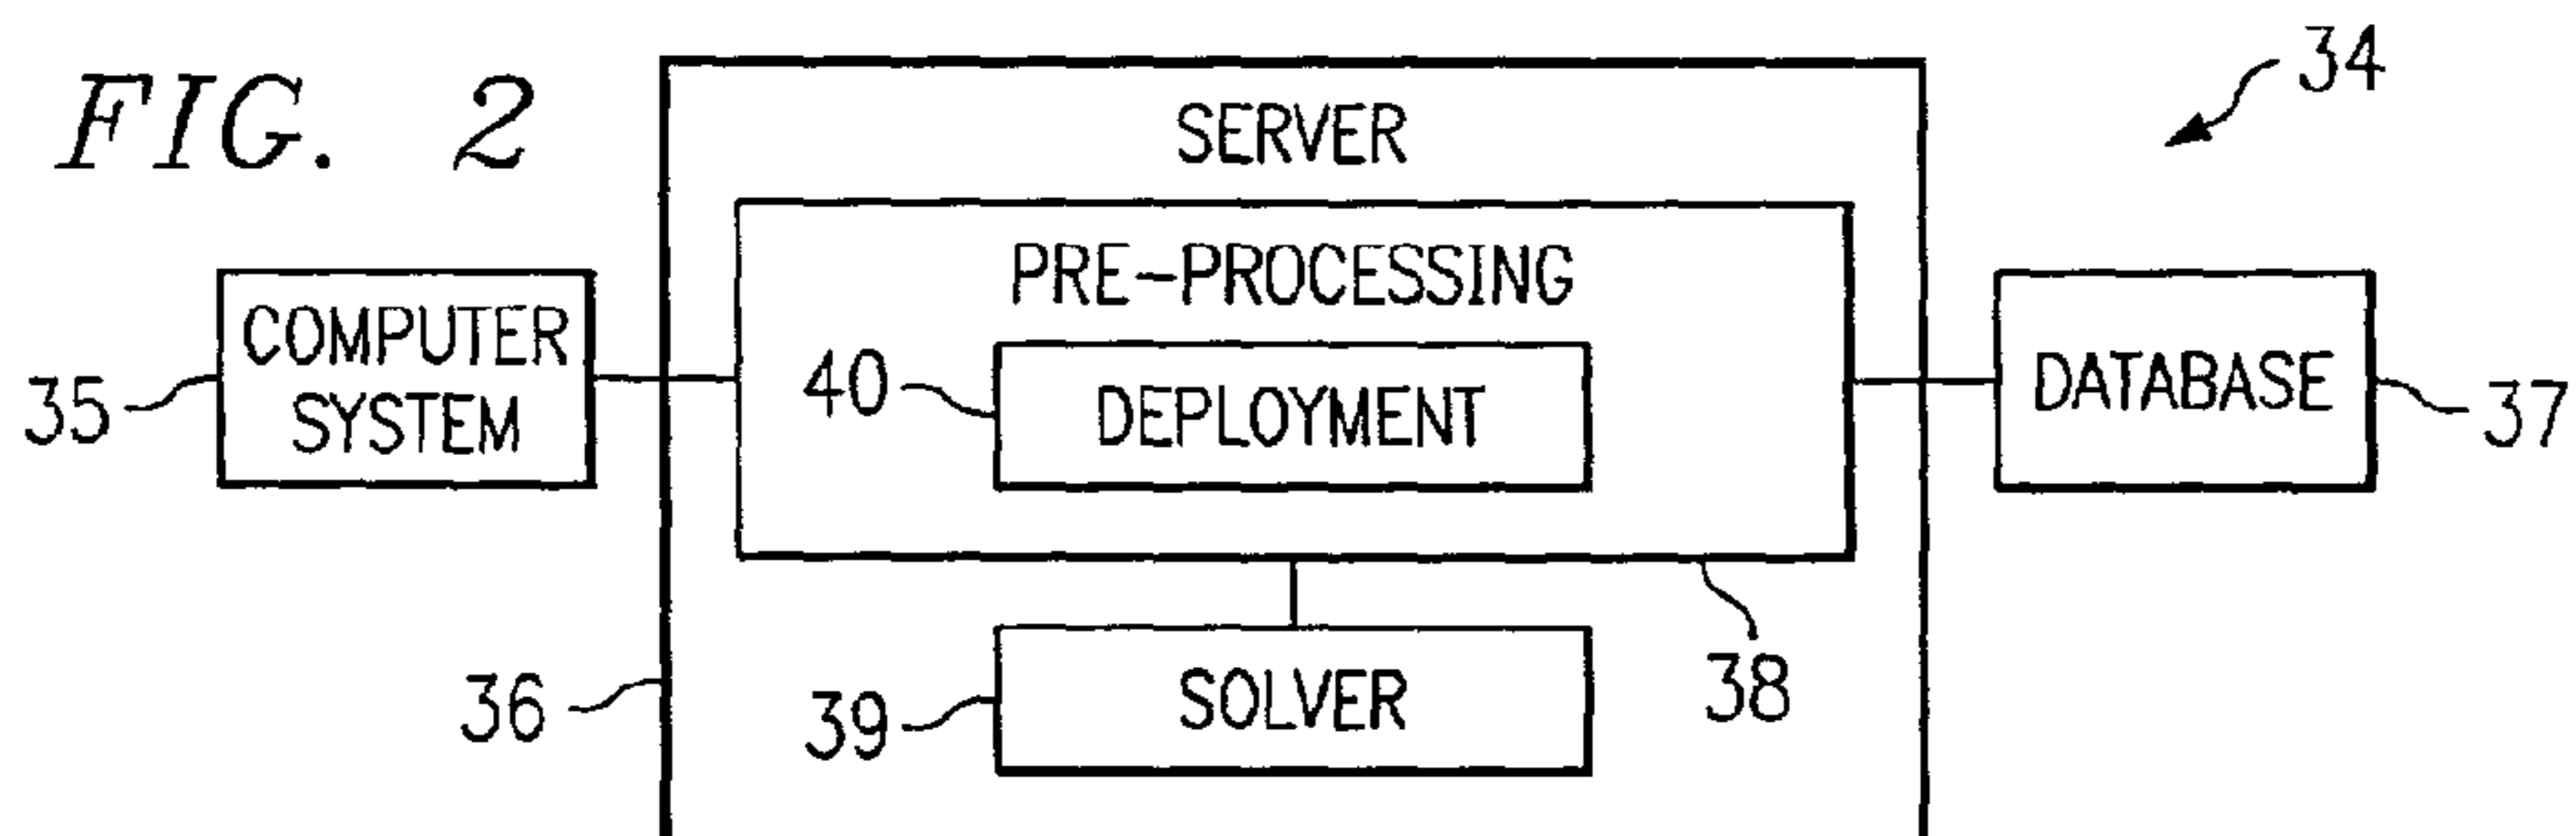 FIG. 2
34
SERVER
PRE-PROCESSING
COMPUTER
SYSTEM
35
40
DEPLOYMENT
DATABASE
37
36
39
SOLVER
38